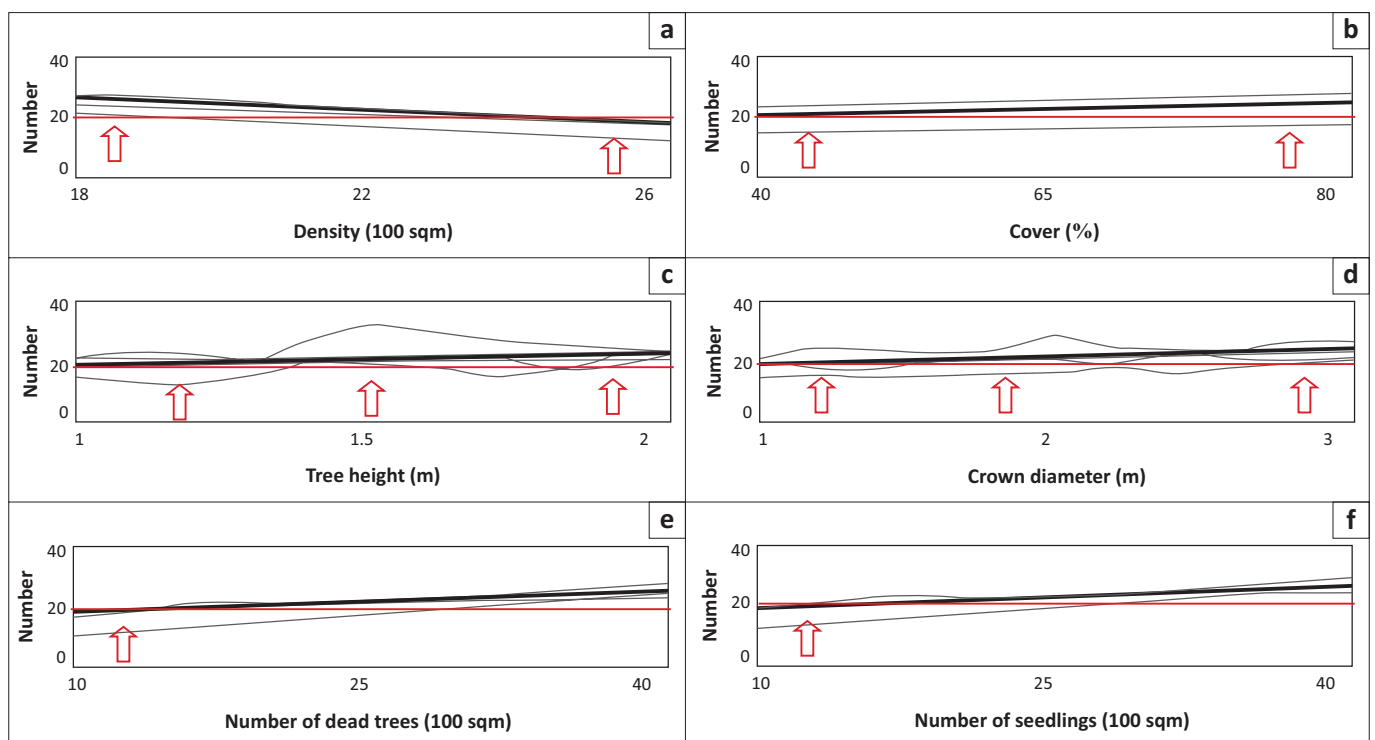 a
Number
40
20
0
18
22
26
Density (100 sqm)
b
Number
40
20
0
40
65
80
Cover (%)
c
Number
40
20
0
1
1.5
2
Tree height (m)
d
Number
40
20
0
1
2
3
Crown diameter (m)
e
Number
40
20
0
10
25
40
Number of dead trees (100 sqm)
f
Number
40
20
0
10
25
40
Number of seedlings (100 sqm)